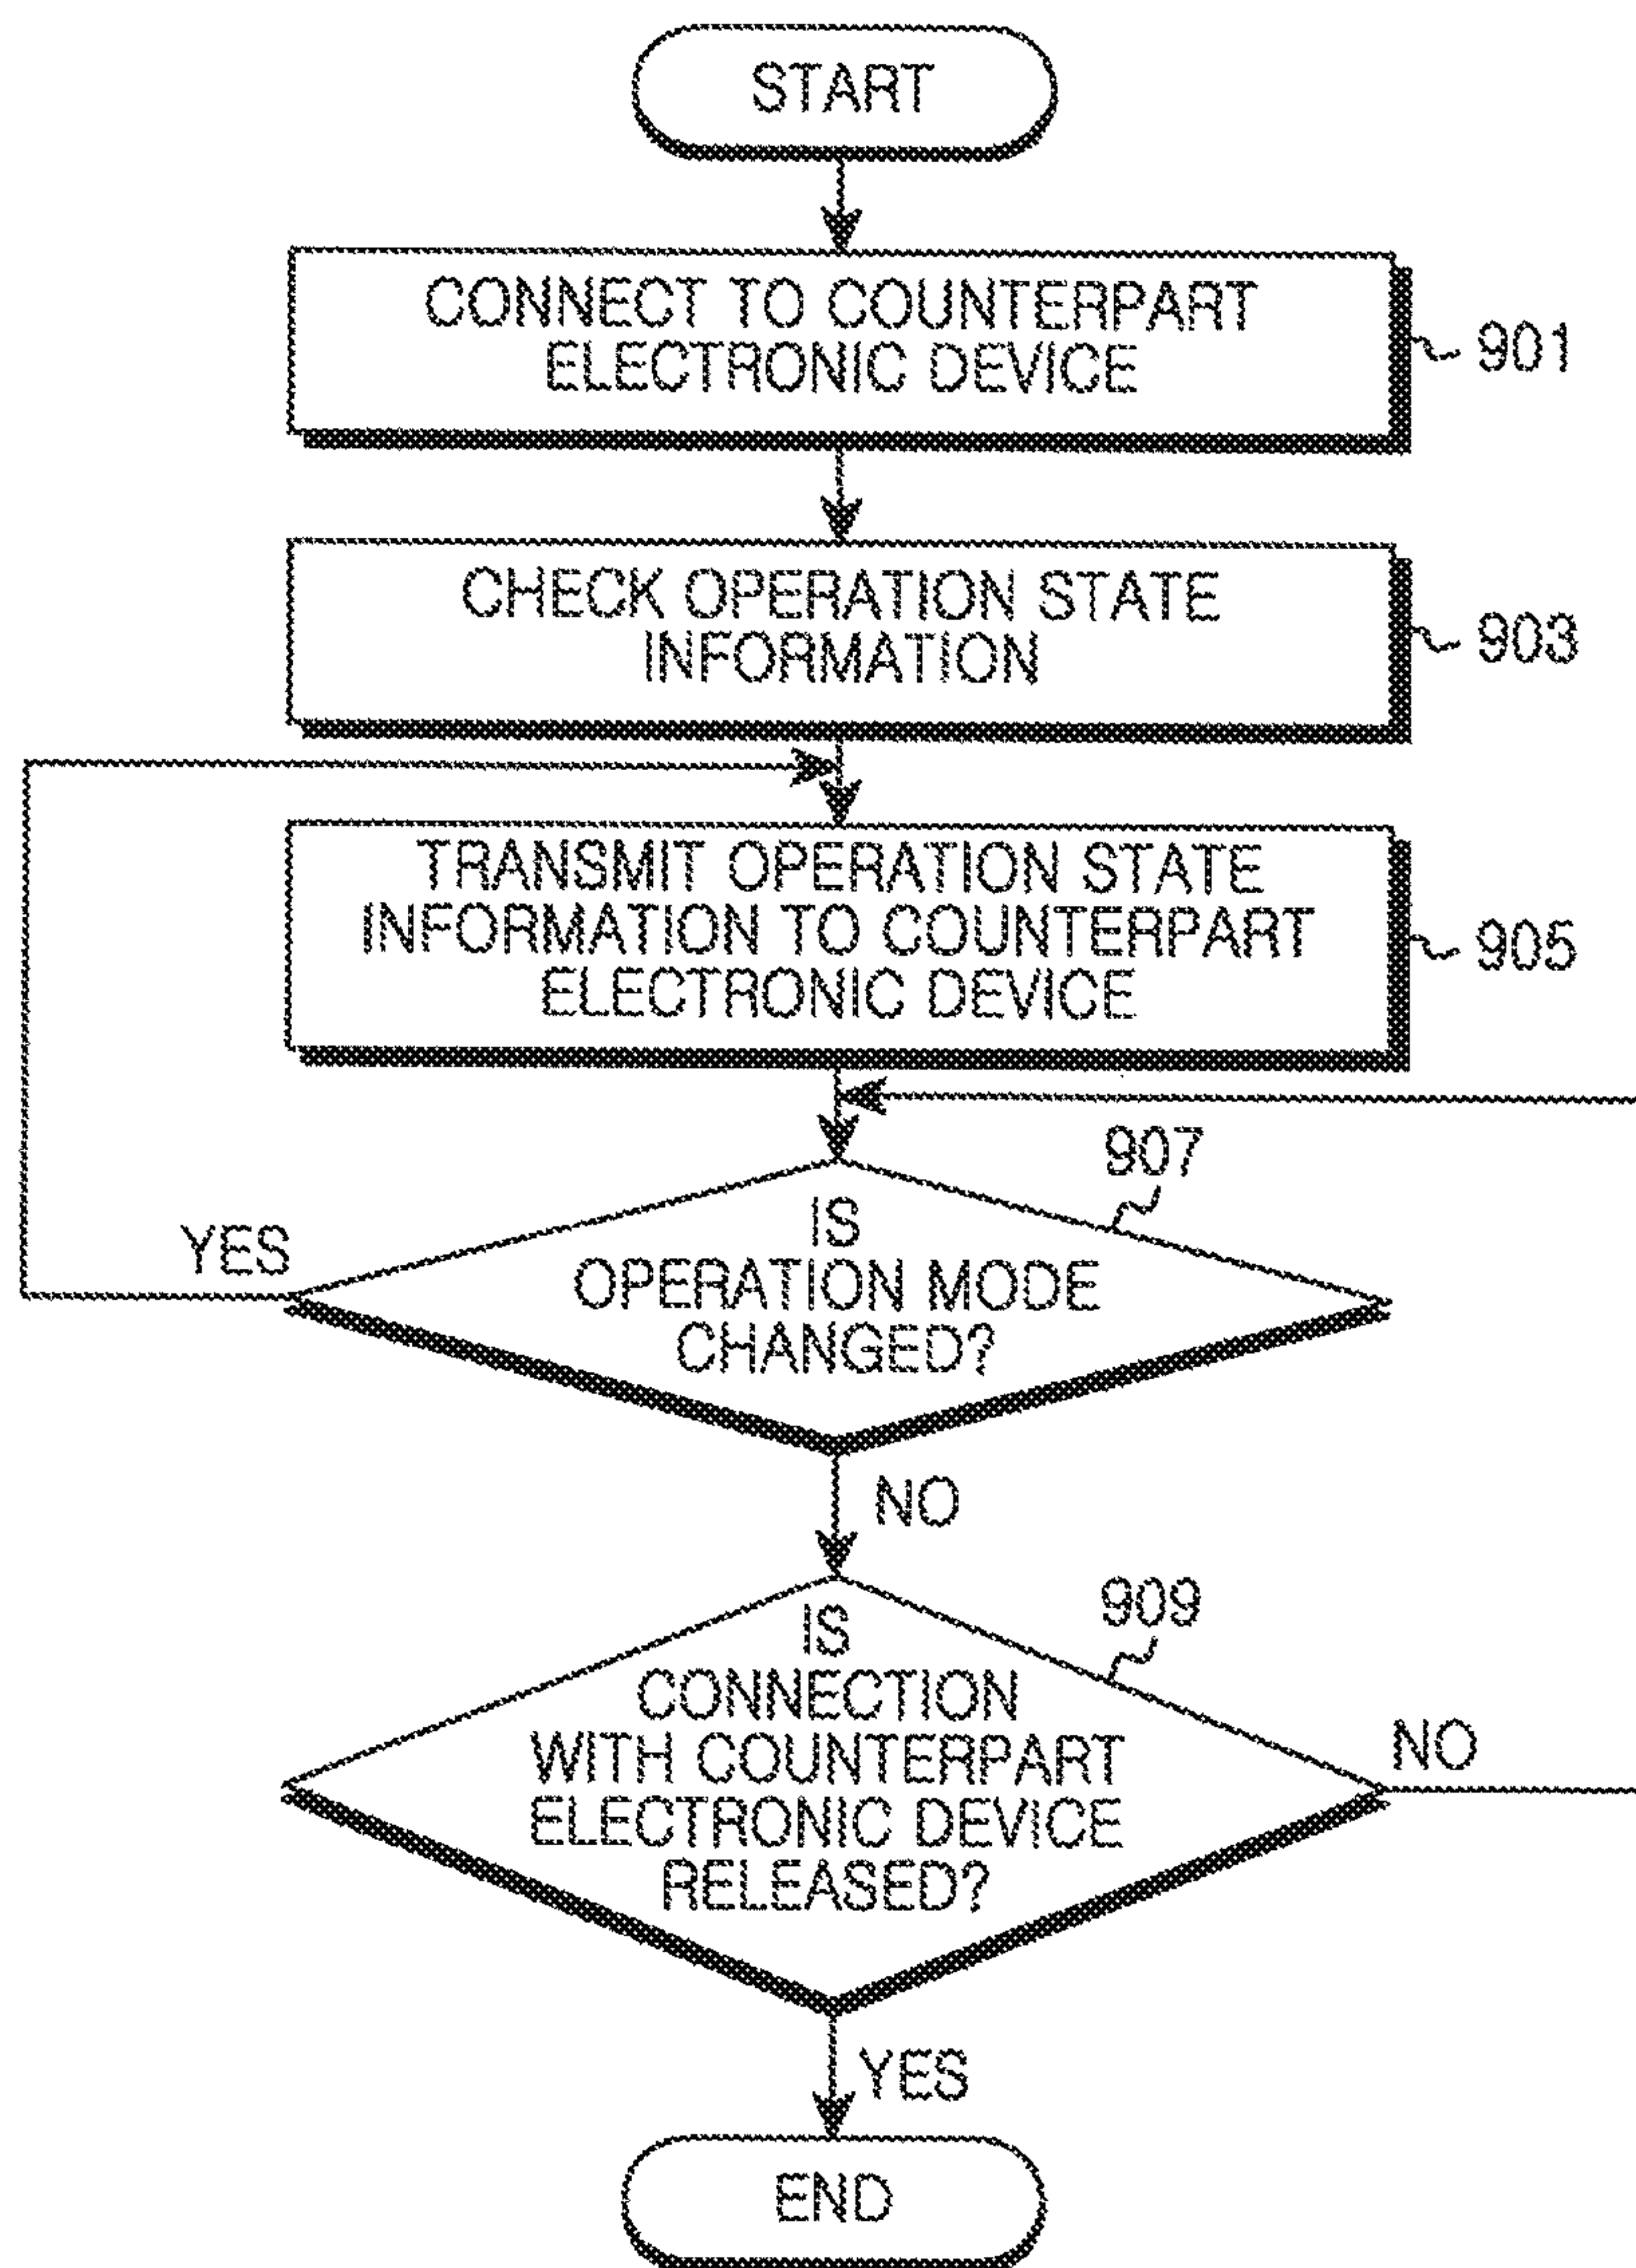 START
CONNECT TO COUNTERPART
ELECTRONIC DEVICE
901
CHECK OPERATION STATE
INFORMATION
903
TRANSMIT OPERATION STATE
INFORMATION TO COUNTERPART
ELECTRONIC DEVICE
905
907
YES
IS
OPERATION MODE
CHANGED?
NO
909
IS
CONNECTION
WITH COUNTERPART
ELECTRONIC DEVICE
RELEASED?
NO
YES
END